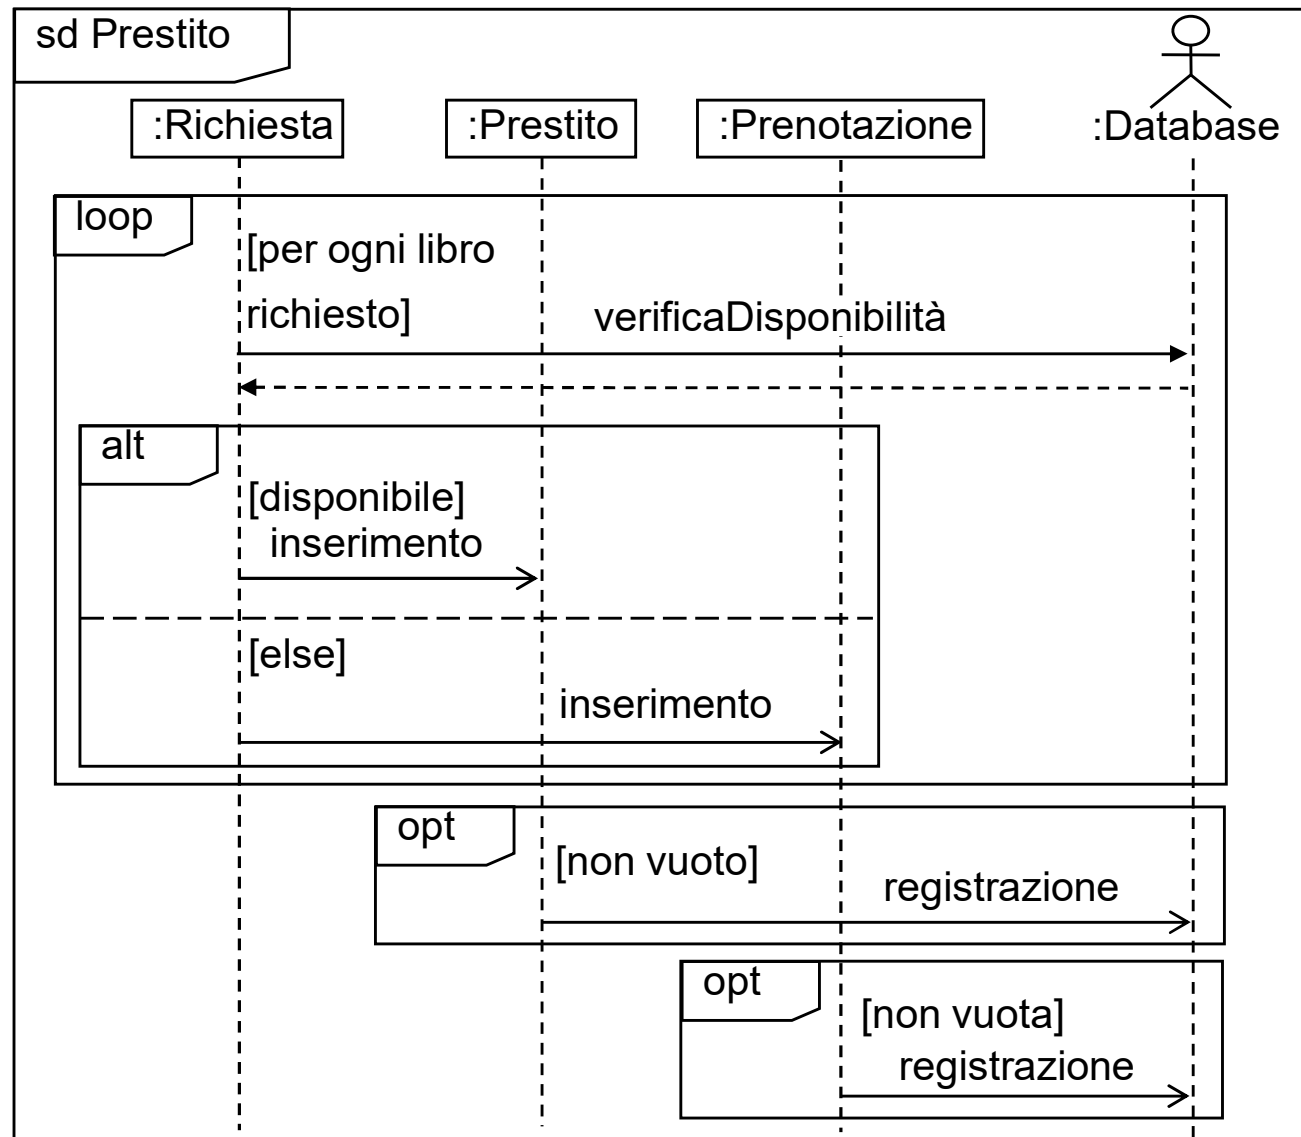 sd Prestito
:Richiesta
:Prestito
:Prenotazione
:Database
loop
[per ogni libro
richiesto]
verificaDisponibilità
alt
[disponibile]
inserimento
[else]
inserimento
opt
[non vuoto]
registrazione
opt
[non vuota]
registrazione